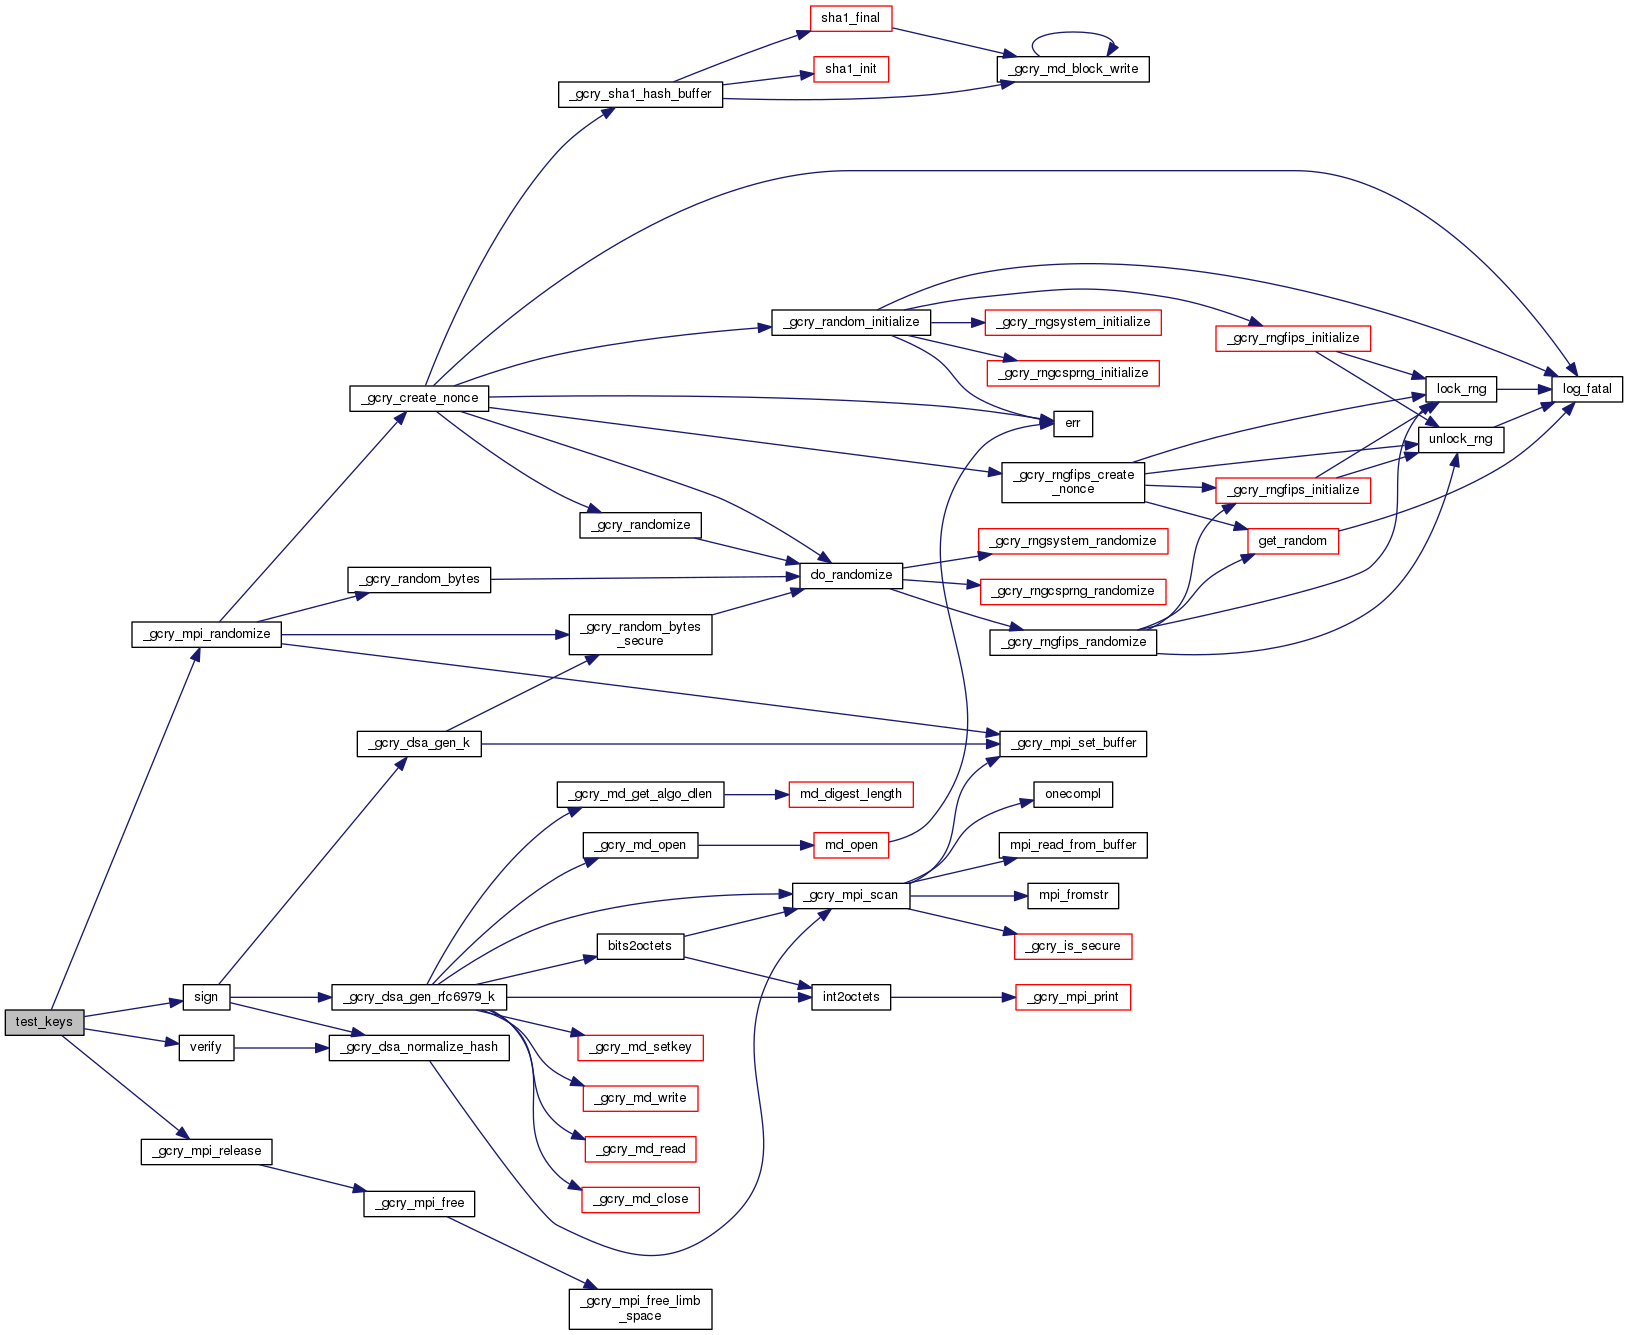 sha1_final
_gcry_md_block_write
sha1_init
_gcry_sha1_hash_buffer
_gcry_random_initialize
_gcry_rngsystem_initialize
_gcry_rngfips_initialize
_gcry_rngcsprng_initialize
lock_rng
log_fatal
_gcry_create_nonce
err
unlock_rng
_gcry_rngfips_create
_nonce
_gcry_rngfips_initialize
_gcry_randomize
_gcry_rngsystem_randomize
get_random
_gcry_random_bytes
do_randomize
_gcry_rngcsprng_randomize
_gcry_mpi_randomize
_gcry_random_bytes
_secure
_gcry_rngfips_randomize
_gcry_dsa_gen_k
_gcry_mpi_set_buffer
_gcry_md_get_algo_dlen
md_digest_length
onecompl
_gcry_md_open
md_open
mpi_read_from_buffer
_gcry_mpi_scan
mpi_fromstr
bits2octets
_gcry_is_secure
sign
_gcry_dsa_gen_rfc6979_k
int2octets
_gcry_mpi_print
test_keys
verify
_gcry_dsa_normalize_hash
_gcry_md_setkey
_gcry_md_write
_gcry_mpi_release
_gcry_md_read
_gcry_mpi_free
_gcry_md_close
_gcry_mpi_free_limb
_space